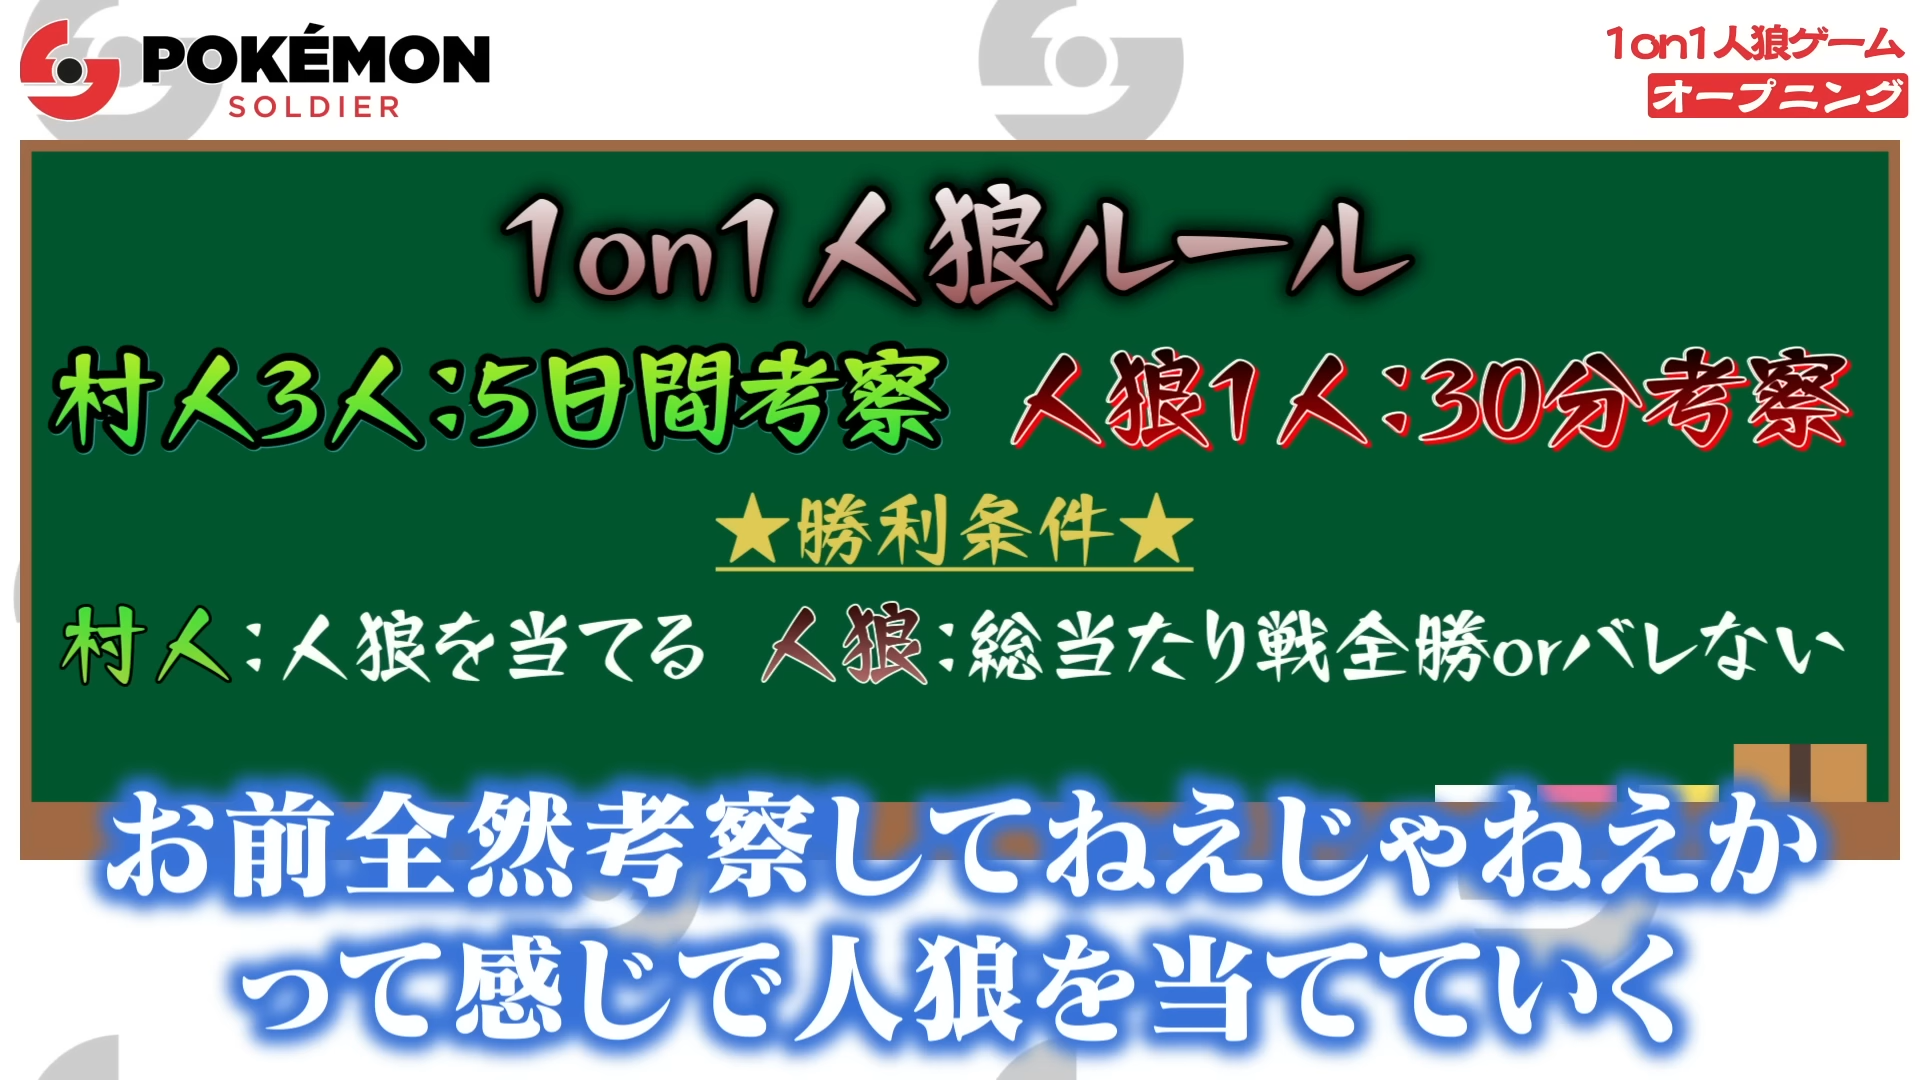 POKÉMON
SOLDIER
1on1人狼ゲーム
オープニング
1on1人狼ルール
村人3人:5日間考察 人狼1人:30分考察
★勝利条件★
村人:人狼を当てる 人狼:総当たり戦全勝orバレない
お前全然考察してねえじゃねえか
って感じで人狼を当てていく